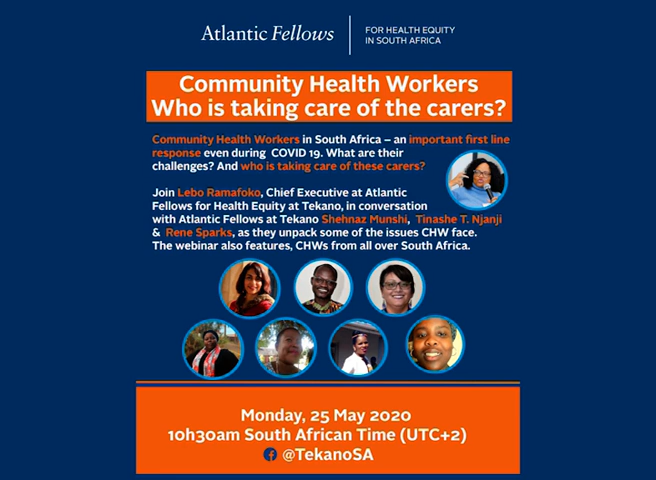 Atlantic Fellows
FOR HEALTH EQUITY
IN SOUTH AFRICA
Community Health Workers
Who is taking care of the carers?
Community Health Workers in South Africa – an important first line
response even during COVID 19. What are their
challenges? And who is taking care of these carers?
Join Lebo Ramafoko, Chief Executive at Atlantic
Fellows for Health Equity at Tekano, in conversation
with Atlantic Fellows at Tekano Shehnaz Munshi, Tinashe T. Njanji
& Rene Sparks, as they unpack some of the issues CHW face.
The webinar also features, CHWs from all over South Africa.
Monday, 25 May 2020
10h30am South African Time (UTC+2)
@TekanoSA